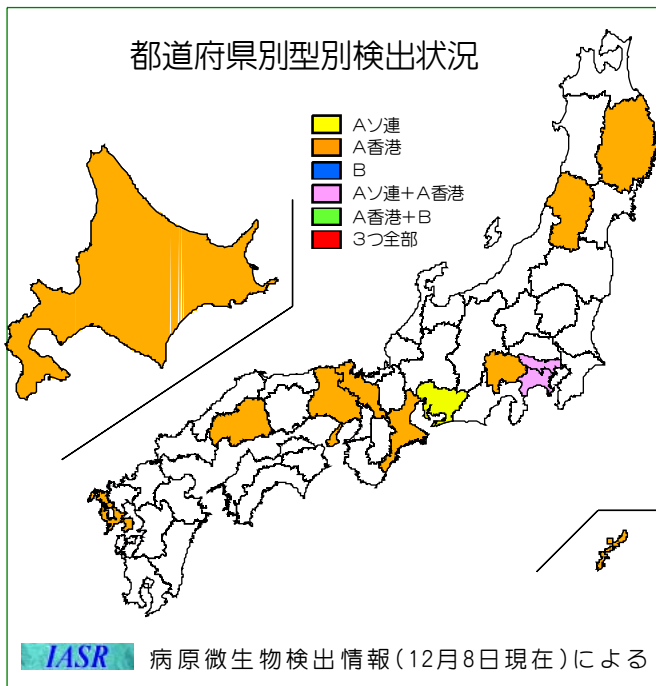 都道府県別型別検出状況
Aソ連
A香港
B
Aソ連+A香港
A香港+B
3つ全部
IASR 病原微生物検出情報(12月8日現在)による